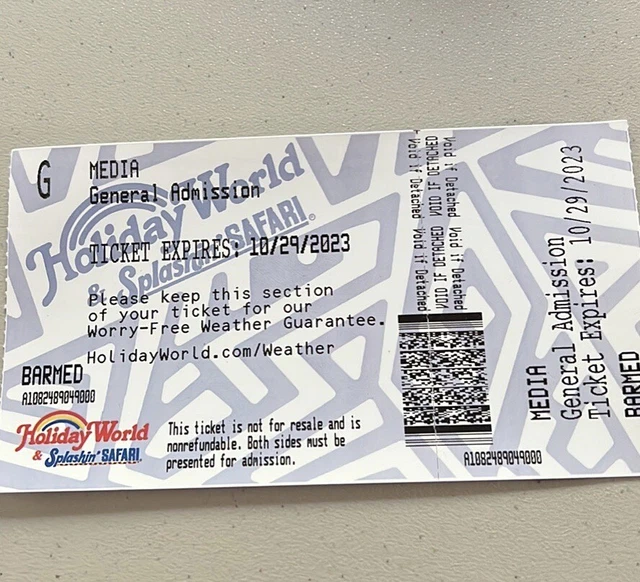 G
MEDIA
General Admission
Holiday World
& Splashin' SAFARI®
TICKET EXPIRES: 10/29/2023
Please keep this section
of your ticket for our
Worry-Free Weather Guarantee.
HolidayWorld.com/Weather
BARMED
A1082489049000
Holiday World
& Splashin' SAFARI.
This ticket is not for resale and is
nonrefundable. Both sides must be
presented for admission.
Void if Detached Void if Detached
VOID IF DETACHED VOID IF DETACHED
Void if Detached Void if Detached
A1082489049000
MEDIA
General Admission
Ticket Expires: 10/29/2023
BARMED